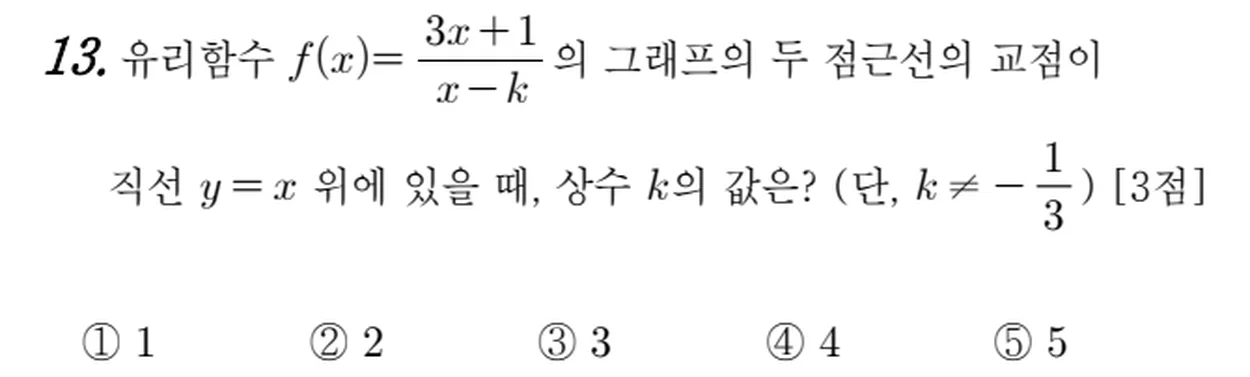 13. 유리함수 f(x)=\frac{3x+1}{x-k}의 그래프의 두 점근선의 교점이
직선 y=x 위에 있을 때, 상수 k의 값은? (단, k≠-\frac{1}{3}) [3점]
① 1 ② 2 ③ 3 ④ 4 ⑤ 5